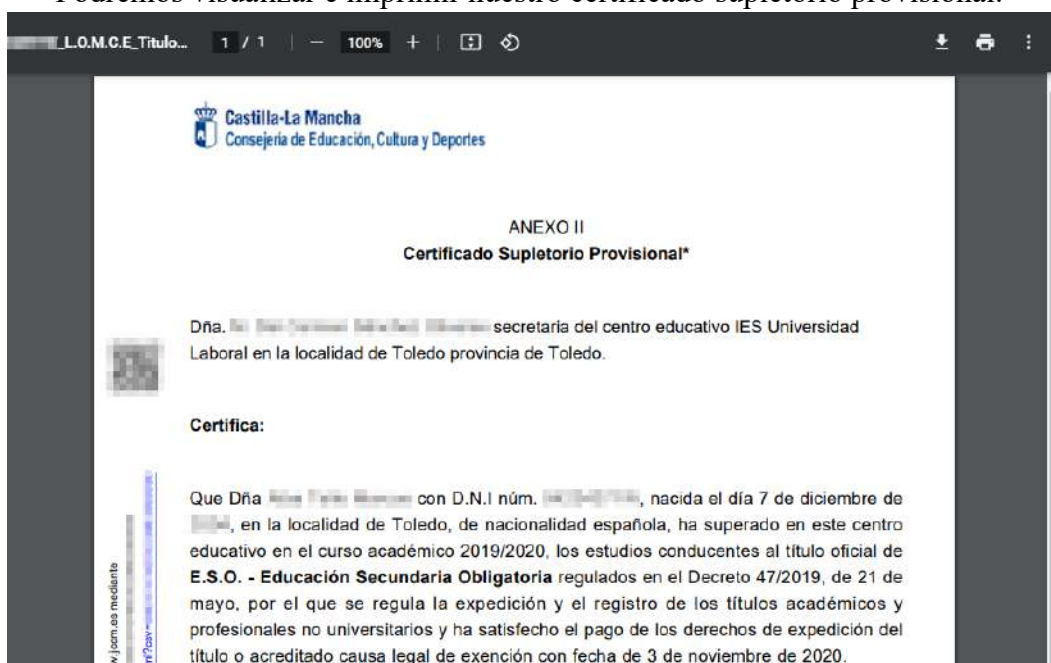 Podremos visualizar e imprimir nuestro certificado supletorio provisional.
_L.O.M.C.E_Titulo... 1 / 1 | — 100% + |
Castilla-La Mancha
Consejería de Educación, Cultura y Deportes
ANEXO II
Certificado Supletorio Provisional*
Dña. secretaria del centro educativo IES Universidad
Laboral en la localidad de Toledo provincia de Toledo.
Certifica:
Que Dña con D.N.I núm. , nacida el día 7 de diciembre de
, en la localidad de Toledo, de nacionalidad española, ha superado en este centro
educativo en el curso académico 2019/2020, los estudios conducentes al título oficial de
E.S.O. - Educación Secundaria Obligatoria regulados en el Decreto 47/2019, de 21 de
mayo, por el que se regula la expedición y el registro de los títulos académicos y
profesionales no universitarios y ha satisfecho el pago de los derechos de expedición del
título o acreditado causa legal de exención con fecha de 3 de noviembre de 2020.
.jccm.es mediante
?csv=